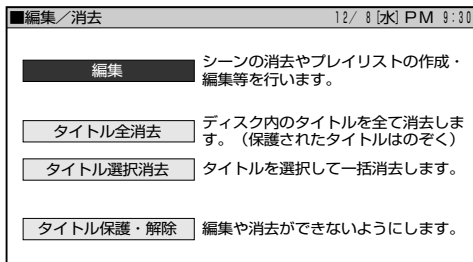 ■編集／消去 12/ 8[水] PM 9:30
編集 シーンの消去やプレイリストの作成・
編集等を行います。
タイトル全消去 ディスク内のタイトルを全て消去しま
す。（保護されたタイトルはのぞく）
タイトル選択消去 タイトルを選択して一括消去します。
タイトル保護・解除 編集や消去ができないようにします。